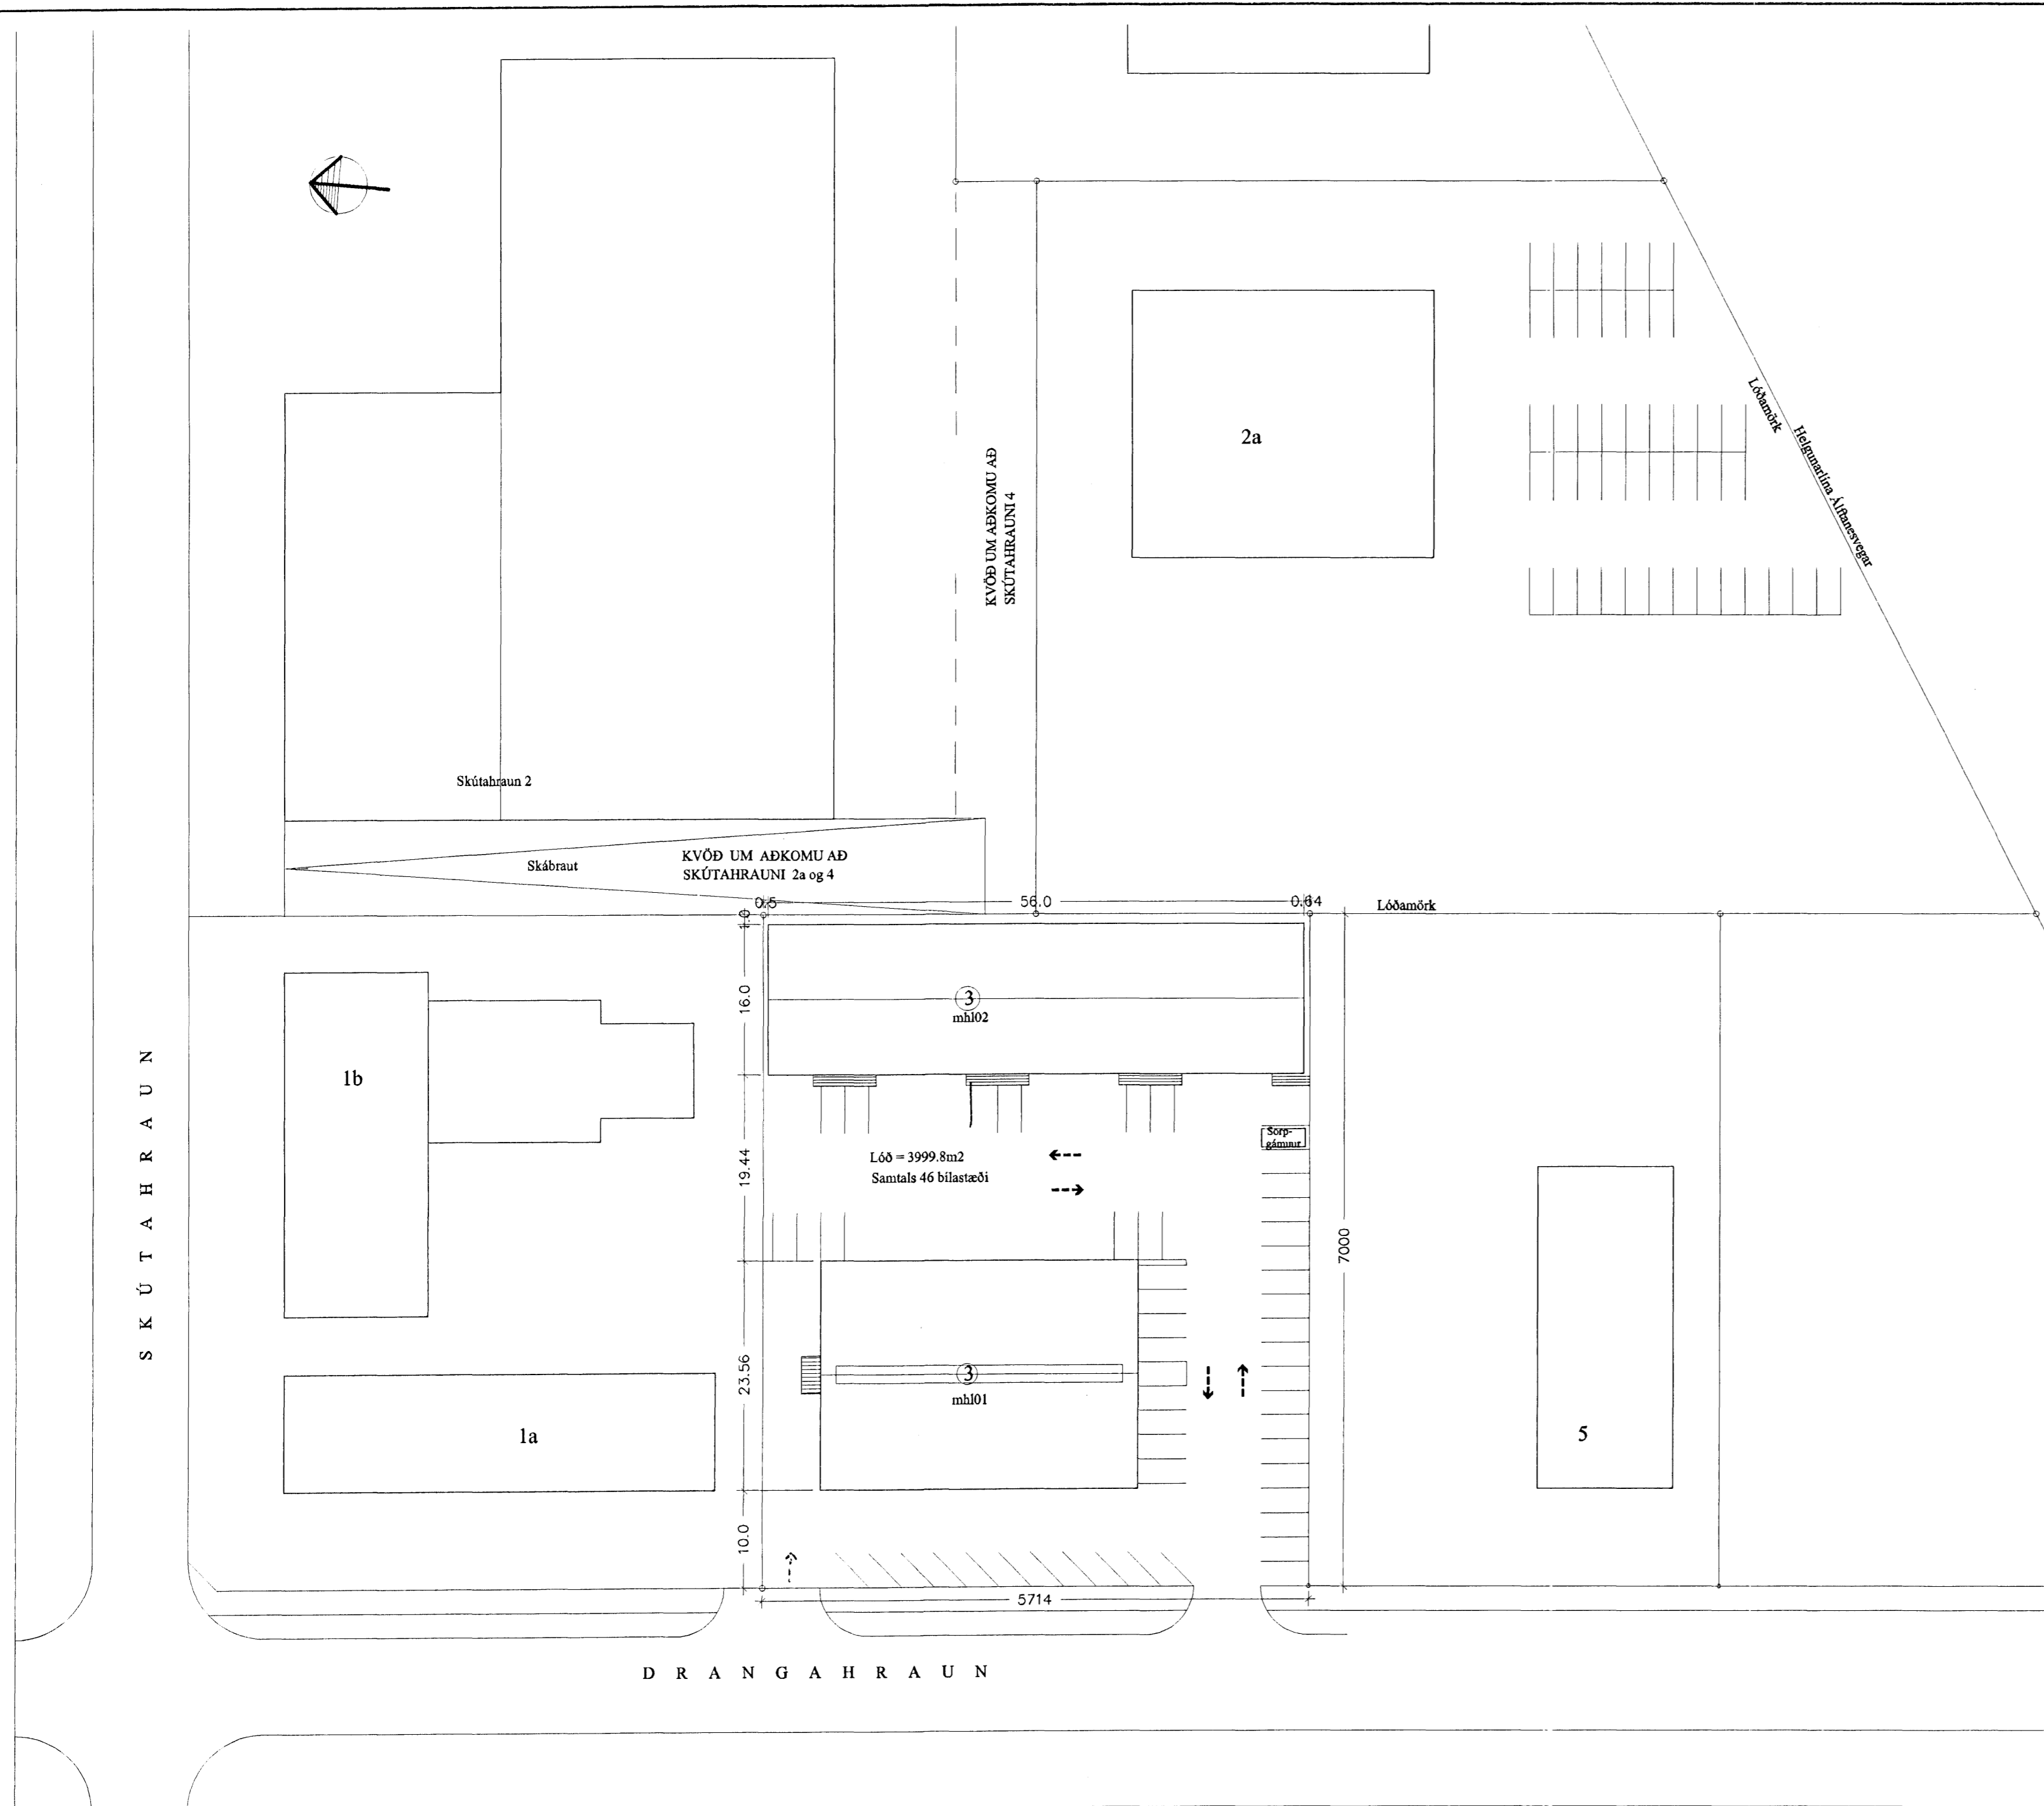 2a
Lóðamörk
Helgunarlína Álftanesvegar
KVÖÐ UM AÐKOMU AÐ
SKÚTAHRAUNI 4
Skútahraun 2
Skábraut
KVÖÐ UM AÐKOMU AÐ
SKÚTAHRAUNI 2a og 4
0.5
56.0
0.64
Lóðamörk
1.0
16.0
3
mhl02
1b
SKÚTAHRAUN
Sorp-
gámur
Lóð = 3999.8m2
Samtals 46 bílastæði
19.44
7000
23.56
3
mhl01
1a
5
10.0
5714
DRANGAHRAUN